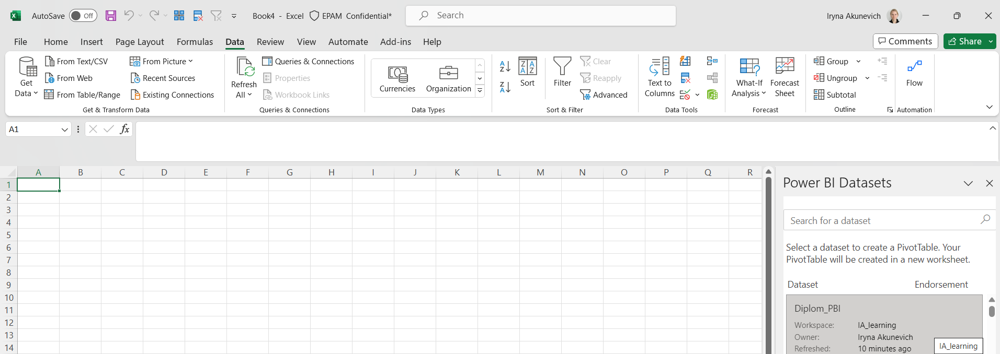 AutoSave Off Book4 - Excel EPAM Confidential* Search Iryna Akunevich
File Home Insert Page Layout Formulas Data Review View Automate Add-ins Help Comments Share
Get Data
From Text/CSV
From Web
From Table/Range
From Picture
Recent Sources
Existing Connections
Get & Transform Data
Refresh All
Queries & Connections
Properties
Workbook Links
Queries & Connections
Currencies
Organization
Data Types
Sort
Filter
Clear
Reapply
Advanced
Sort & Filter
Text to
Columns
Data Tools
What-If
Analysis
Forecast
Sheet
Forecast
Group
Ungroup
Subtotal
Outline
Flow
Automation
A1 fx
A B C D E F G H I J K L M N O P Q R
1
2
3
4
5
6
7
8
9
10
11
12
13
14
Power BI Datasets
Search for a dataset
Select a dataset to create a PivotTable. Your
PivotTable will be created in a new worksheet.
Dataset Endorsement
Diplom_PBI
Workspace: IA_learning
Owner: Iryna Akunevich
Refreshed: 10 minutes ago
IA_learning